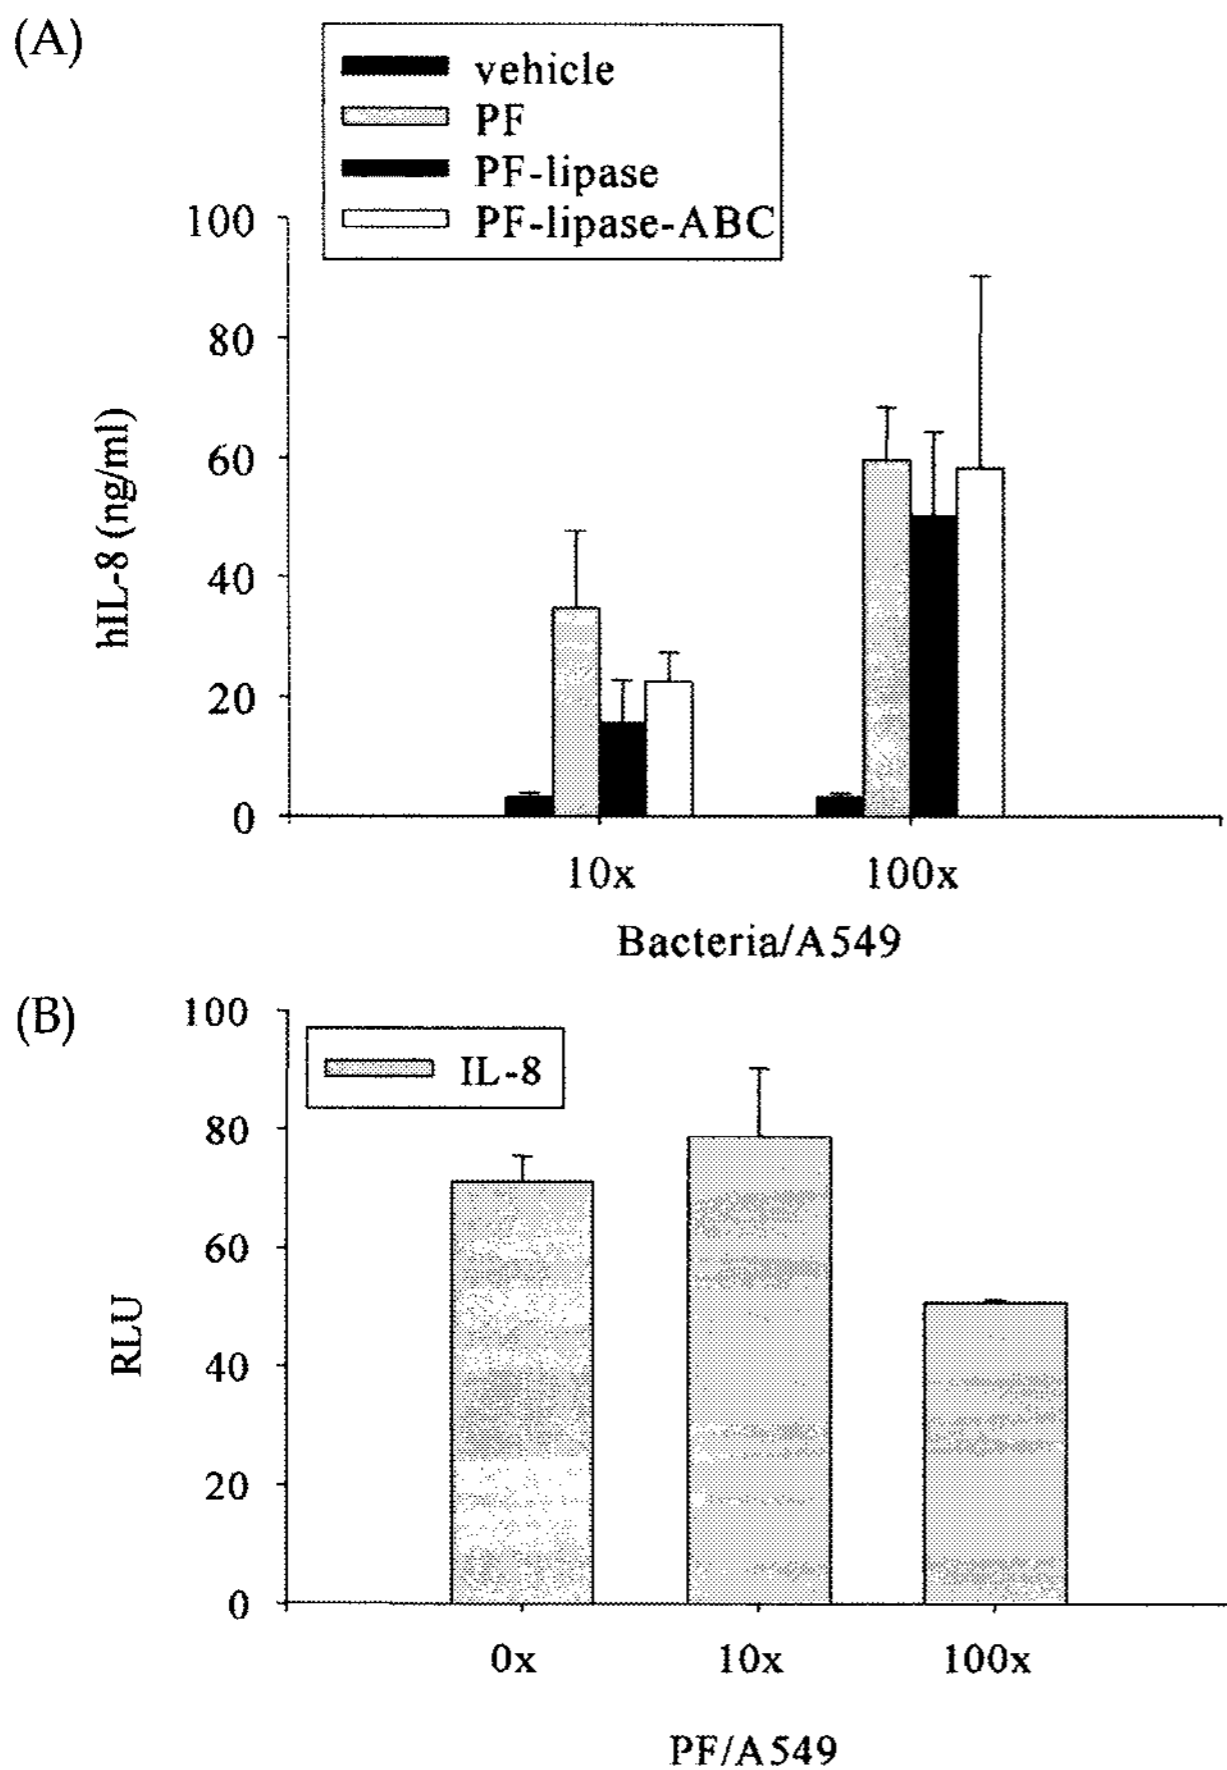 (A)
vehicle
PF
PF-lipase
PF-lipase-ABC
100
80
60
40
20
0
hIL-8 (ng/ml)
10x 100x
Bacteria/A549
(B)
IL-8
100
80
60
40
20
0
RLU
0x 10x 100x
PF/A549